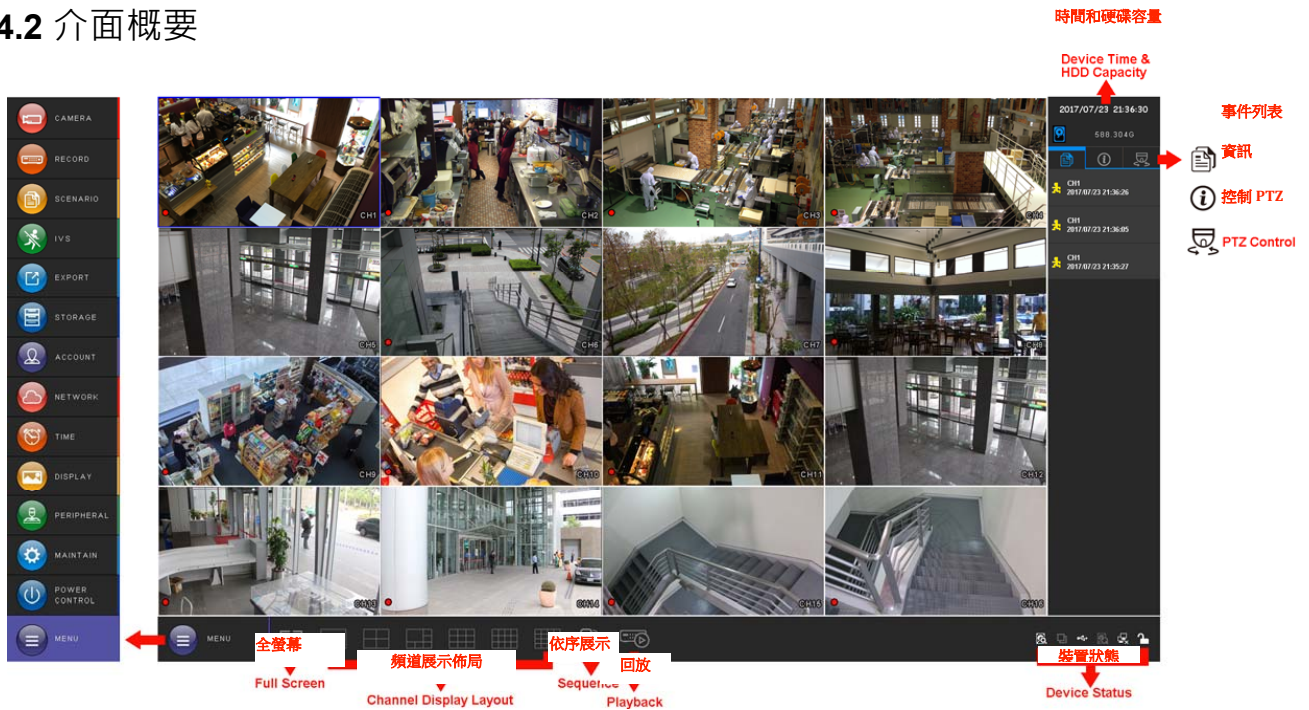 4.2 介面概要
時間和硬碟容量
Device Time &
HDD Capacity
CAMERA
RECORD
SCENARIO
IVS
EXPORT
STORAGE
ACCOUNT
NETWORK
TIME
DISPLAY
PERIPHERAL
MAINTAIN
POWER
CONTROL
MENU
CH1
CH2
CH3
CH4
CH5
CH6
CH7
CH8
CH9
CH10
CH11
CH12
CH13
CH14
CH15
CH16
2017/07/23 21:36:30
588.304G
CH1
2017/07/23 21:36:26
CH1
2017/07/23 21:36:05
CH1
2017/07/23 21:35:27
事件列表
資訊
控制 PTZ
PTZ Control
MENU
全螢幕
Full Screen
頻道展示佈局
Channel Display Layout
依序展示
Sequence
回放
Playback
裝置狀態
Device Status